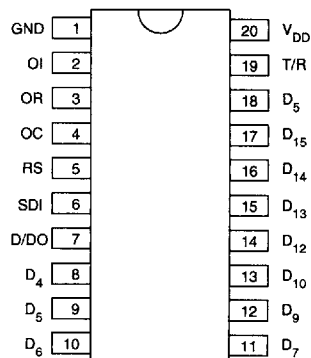 GND 1 20 VDD
OI 2 19 T/R
OR 3 18 D5
OC 4 17 D15
RS 5 16 D14
SDI 6 15 D13
D/DO 7 14 D12
D4 8 13 D10
D5 9 12 D9
D6 10 11 D7